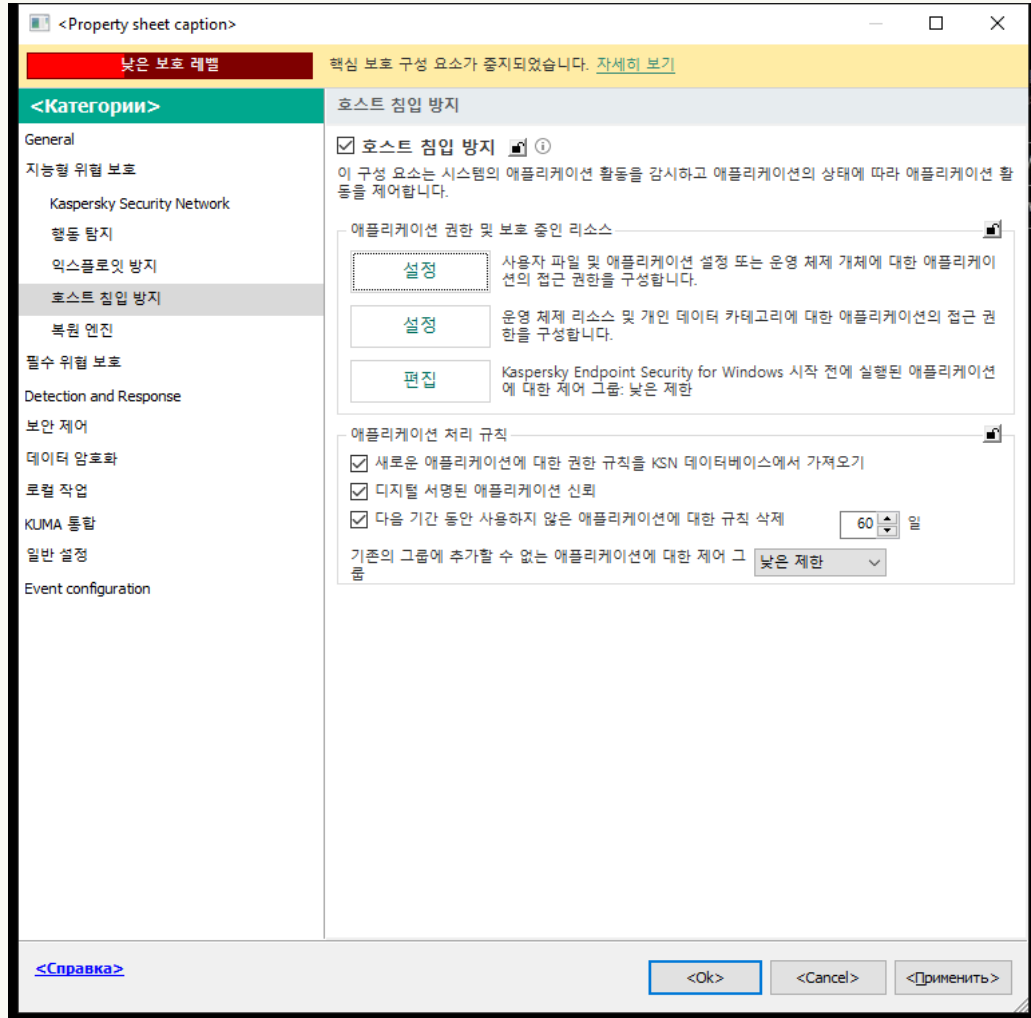 <Property sheet caption>
낮은 보호 레벨
핵심 보호 구성 요소가 중지되었습니다. 자세히 보기
<Категории>
General
지능형 위협 보호
Kaspersky Security Network
행동 탐지
익스플로잇 방지
호스트 침입 방지
복원 엔진
필수 위협 보호
Detection and Response
보안 제어
데이터 암호화
로컬 작업
KUMA 통합
일반 설정
Event configuration
호스트 침입 방지
호스트 침입 방지
이 구성 요소는 시스템의 애플리케이션 활동을 감시하고 애플리케이션의 상태에 따라 애플리케이션 활
동을 제어합니다.
애플리케이션 권한 및 보호 중인 리소스
설정
사용자 파일 및 애플리케이션 설정 또는 운영 체제 개체에 대한 애플리케이
션의 접근 권한을 구성합니다.
설정
운영 체제 리소스 및 개인 데이터 카테고리에 대한 애플리케이션의 접근 권
한을 구성합니다.
편집
Kaspersky Endpoint Security for Windows 시작 전에 실행된 애플리케이션
에 대한 제어 그룹: 낮은 제한
애플리케이션 처리 규칙
새로운 애플리케이션에 대한 권한 규칙을 KSN 데이터베이스에서 가져오기
디지털 서명된 애플리케이션 신뢰
다음 기간 동안 사용하지 않은 애플리케이션에 대한 규칙 삭제 60 일
기존의 그룹에 추가할 수 없는 애플리케이션에 대한 제어 그
룹
낮은 제한
<Справка>
<Ok>
<Cancel>
<Применить>